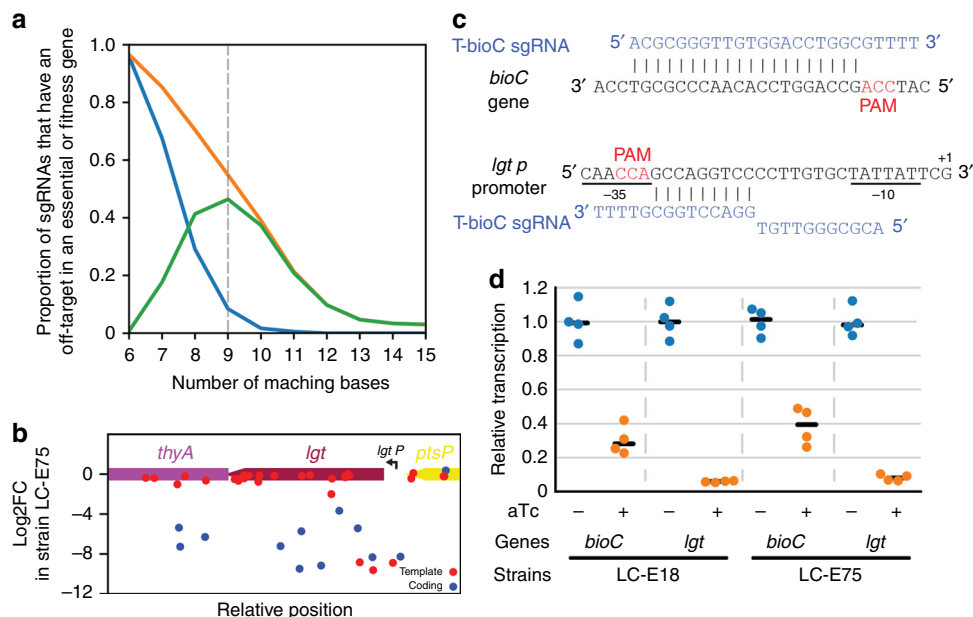 a
Proportion of sgRNAs that have an
off-target in an essential or fitness gene
1.0
0.8
0.6
0.4
0.2
0
6 7 8 9 10 11 12 13 14 15
Number of maching bases
b
Log2FC
in strain LC-E75
thyA lgt lgt P ptsP
0
−4
−8
−12
Template
Coding
Relative position
c
T-bioC sgRNA 5′ ACGCGGGTTGTGGACCTGGCGTTTT 3′
bioC
gene
3′ ACCTGCGCCCAACACCTGGACCGACCTAC 5′
PAM
lgt p
promoter
PAM
+1
5′ CAACCAGCCAGGTCCCCTTGTGCTATTATTCG 3′
−35 −10
T-bioC sgRNA
3′ TTTTGCGGTCCAGG
TGTTGGGCGCA 5′
d
Relative transcription
1.2
1.0
0.8
0.6
0.4
0.2
0
aTc − + − + − + − +
Genes bioC lgt bioC lgt
Strains LC-E18 LC-E75